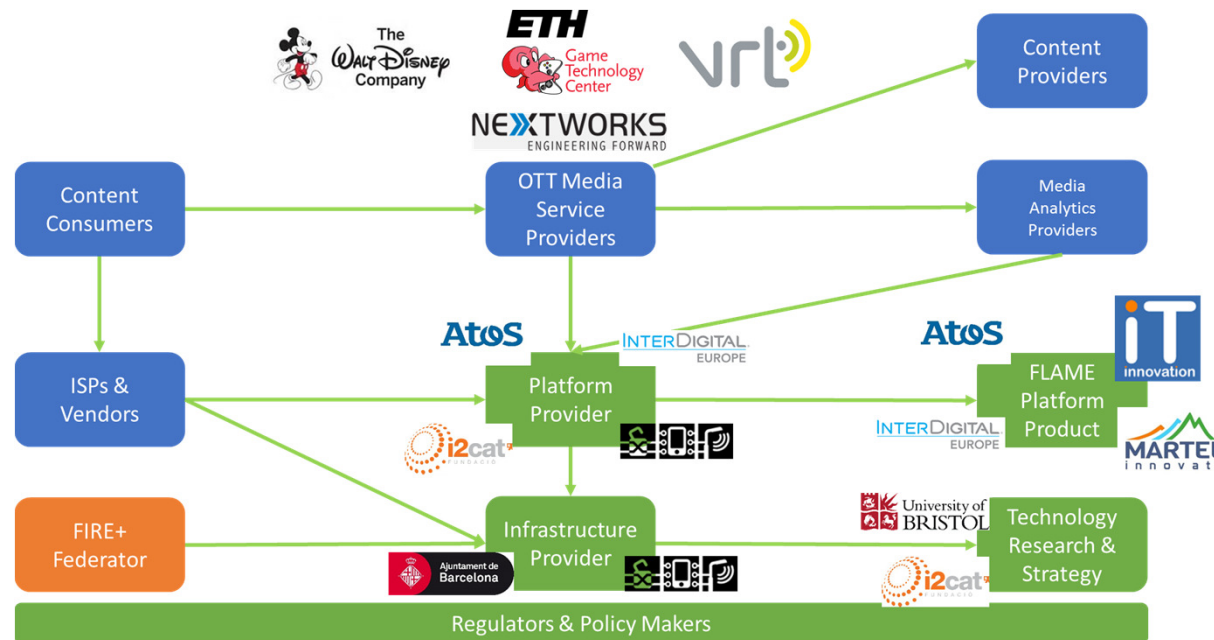 The
WALT DISNEY
Company
ETH
Game
Technology
Center
vrt
Content
Providers
NEXTWORKS
ENGINEERING FORWARD
Content
Consumers
OTT Media
Service
Providers
Media
Analytics
Providers
Atos
INTERDIGITAL
EUROPE
Atos
iT
innovation
ISPs &
Vendors
Platform
Provider
FLAME
Platform
Product
i2cat
FUNDACIÓ
INTERDIGITAL
EUROPE
MARTEL
innovat
FIRE+
Federator
Infrastructure
Provider
University of
BRISTOL
Technology
Research &
Strategy
Ajuntament de
Barcelona
i2cat
FUNDACIÓ
Regulators & Policy Makers